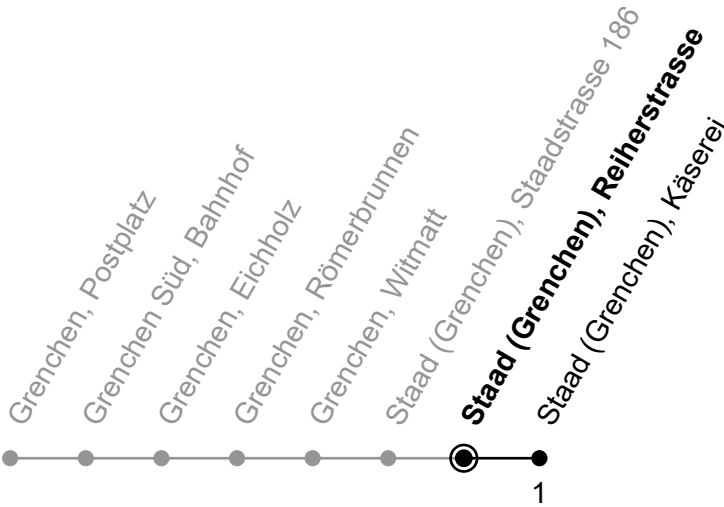 Grenchen, Postplatz
Grenchen Süd, Bahnhof
Grenchen, Eichholz
Grenchen, Römerbrunnen
Grenchen, Witmatt
Staad (Grenchen), Staadstrasse 186
Staad (Grenchen), Reiherstrasse
Staad (Grenchen), Käserei
1